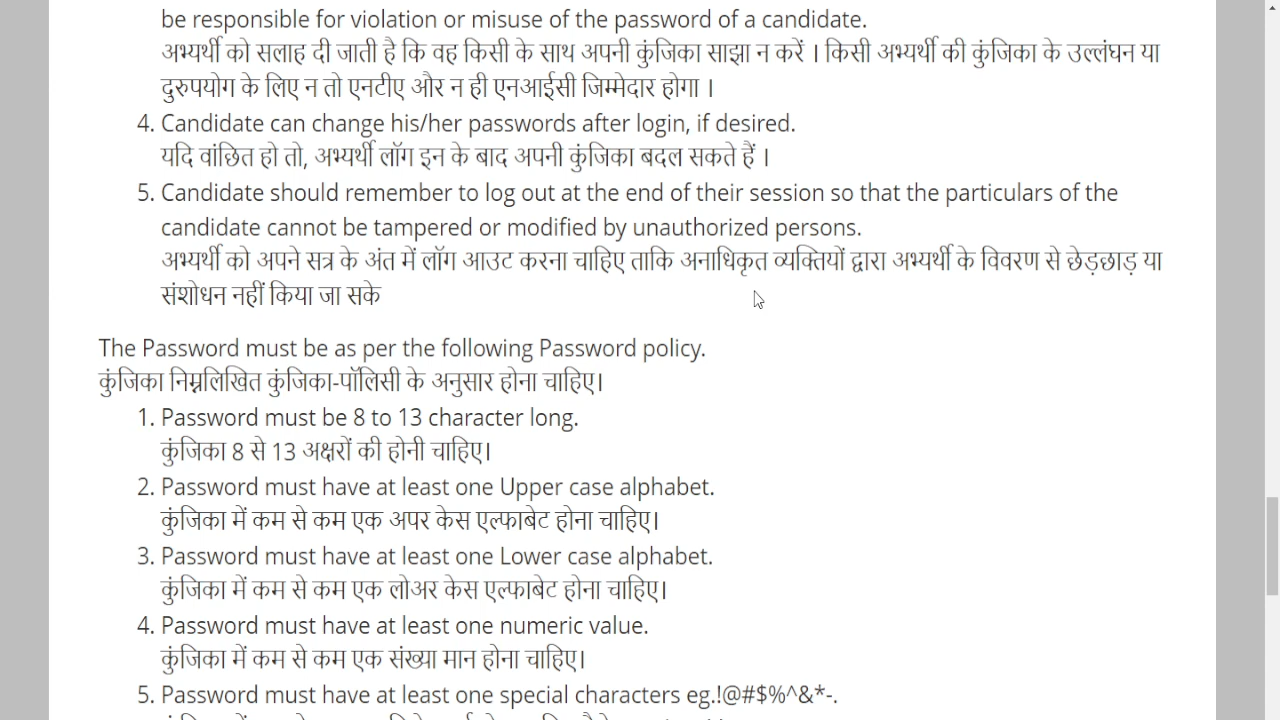 be responsible for violation or misuse of the password of a candidate.
अभ्यर्थी को सलाह दी जाती है कि वह किसी के साथ अपनी कुंजिका साझा न करें । किसी अभ्यर्थी की कुंजिका के उल्लंघन या
दुरुपयोग के लिए न तो एनटीए और न ही एनआईसी जिम्मेदार होगा ।
4. Candidate can change his/her passwords after login, if desired.
यदि वांछित हो तो, अभ्यर्थी लॉग इन के बाद अपनी कुंजिका बदल सकते हैं ।
5. Candidate should remember to log out at the end of their session so that the particulars of the
candidate cannot be tampered or modified by unauthorized persons.
अभ्यर्थी को अपने सत्र के अंत में लॉग आउट करना चाहिए ताकि अनाधिकृत व्यक्तियों द्वारा अभ्यर्थी के विवरण से छेड़छाड़ या
संशोधन नहीं किया जा सके
The Password must be as per the following Password policy.
कुंजिका निम्नलिखित कुंजिका-पॉलिसी के अनुसार होना चाहिए।
1. Password must be 8 to 13 character long.
कुंजिका 8 से 13 अक्षरों की होनी चाहिए।
2. Password must have at least one Upper case alphabet.
कुंजिका में कम से कम एक अपर केस एल्फाबेट होना चाहिए।
3. Password must have at least one Lower case alphabet.
कुंजिका में कम से कम एक लोअर केस एल्फाबेट होना चाहिए।
4. Password must have at least one numeric value.
कुंजिका में कम से कम एक संख्या मान होना चाहिए।
5. Password must have at least one special characters eg.!@#$%^&*-.